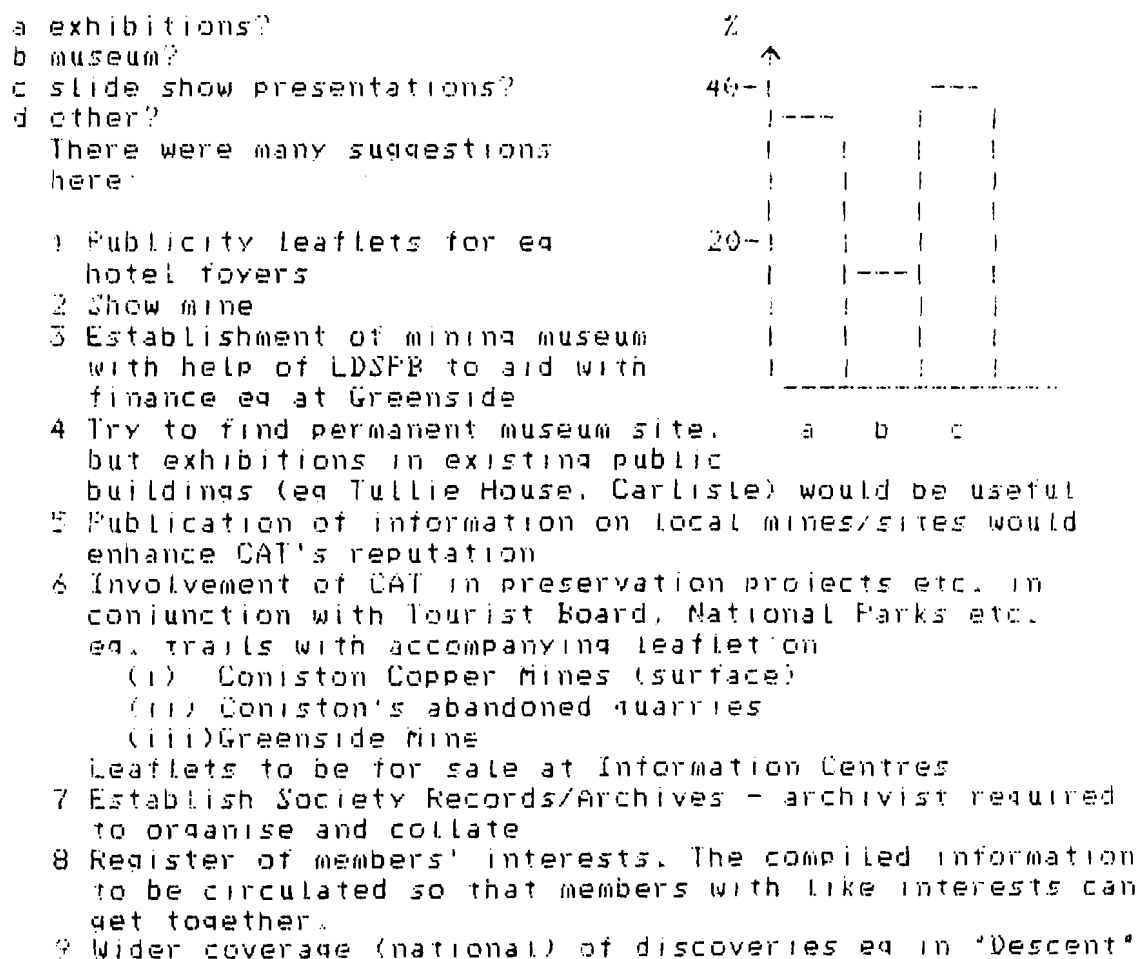 a exhibitions? %
b museum?
c slide show presentations? 40-
d other?
There were many suggestions
here:
1 Publicity leaflets for eg 20-
hotel foyers
2 Show mine
3 Establishment of mining museum
with help of LDSPB to aid with
finance eg at Greenside
4 Try to find permanent museum site, a b c
but exhibitions in existing public
buildings (eg Tullie House, Carlisle) would be useful
5 Publication of information on local mines/sites would
enhance CAT's reputation
6 Involvement of CAT in preservation projects etc. in
conjunction with Tourist Board, National Parks etc.
eg. trails with accompanying leaflet on
(i) Coniston Copper Mines (surface)
(ii) Coniston's abandoned quarries
(iii)Greenside Mine
Leaflets to be for sale at Information Centres
7 Establish Society Records/Archives - archivist required
to organise and collate
8 Register of members' interests. The compiled information
to be circulated so that members with like interests can
get together.
9 Wider coverage (national) of discoveries eg in "Descent"